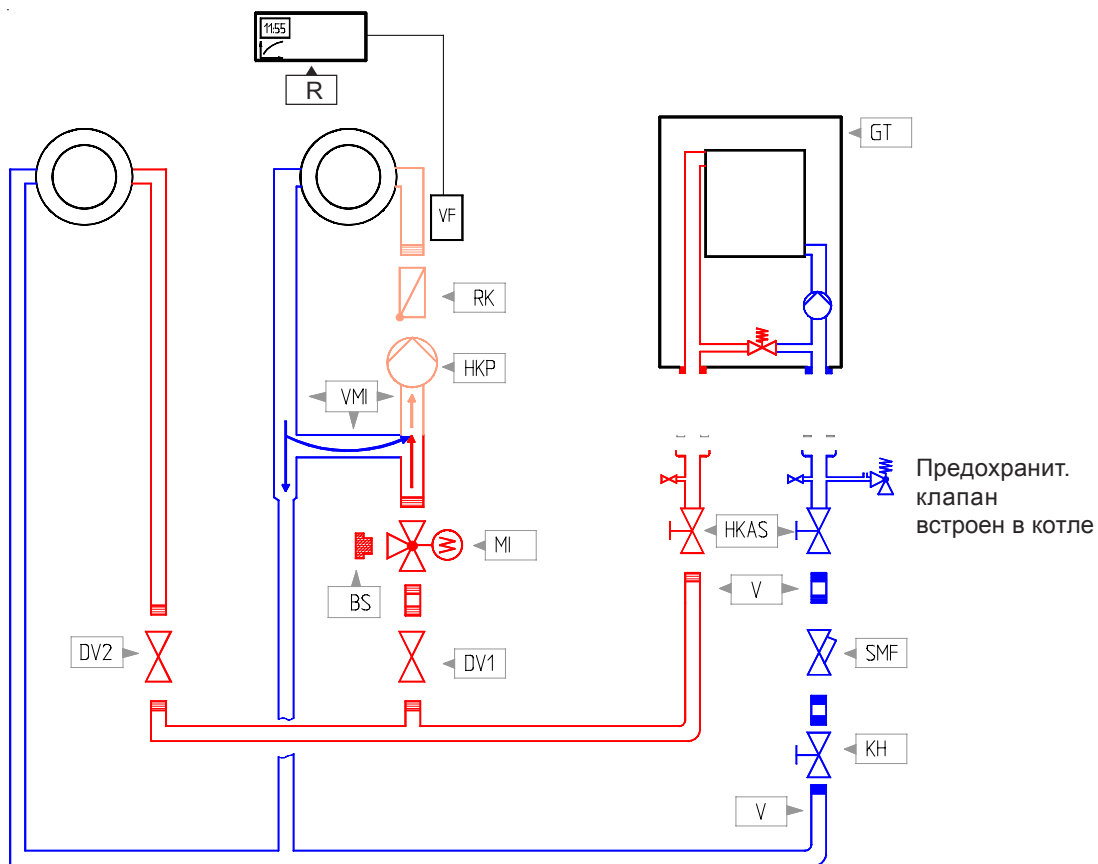 11:55
R
GT
VF
RK
HKP
VMI
Предохранит.
клапан
встроен в котле
HKAS
MI
BS
V
DV2
DV1
SMF
KH
V